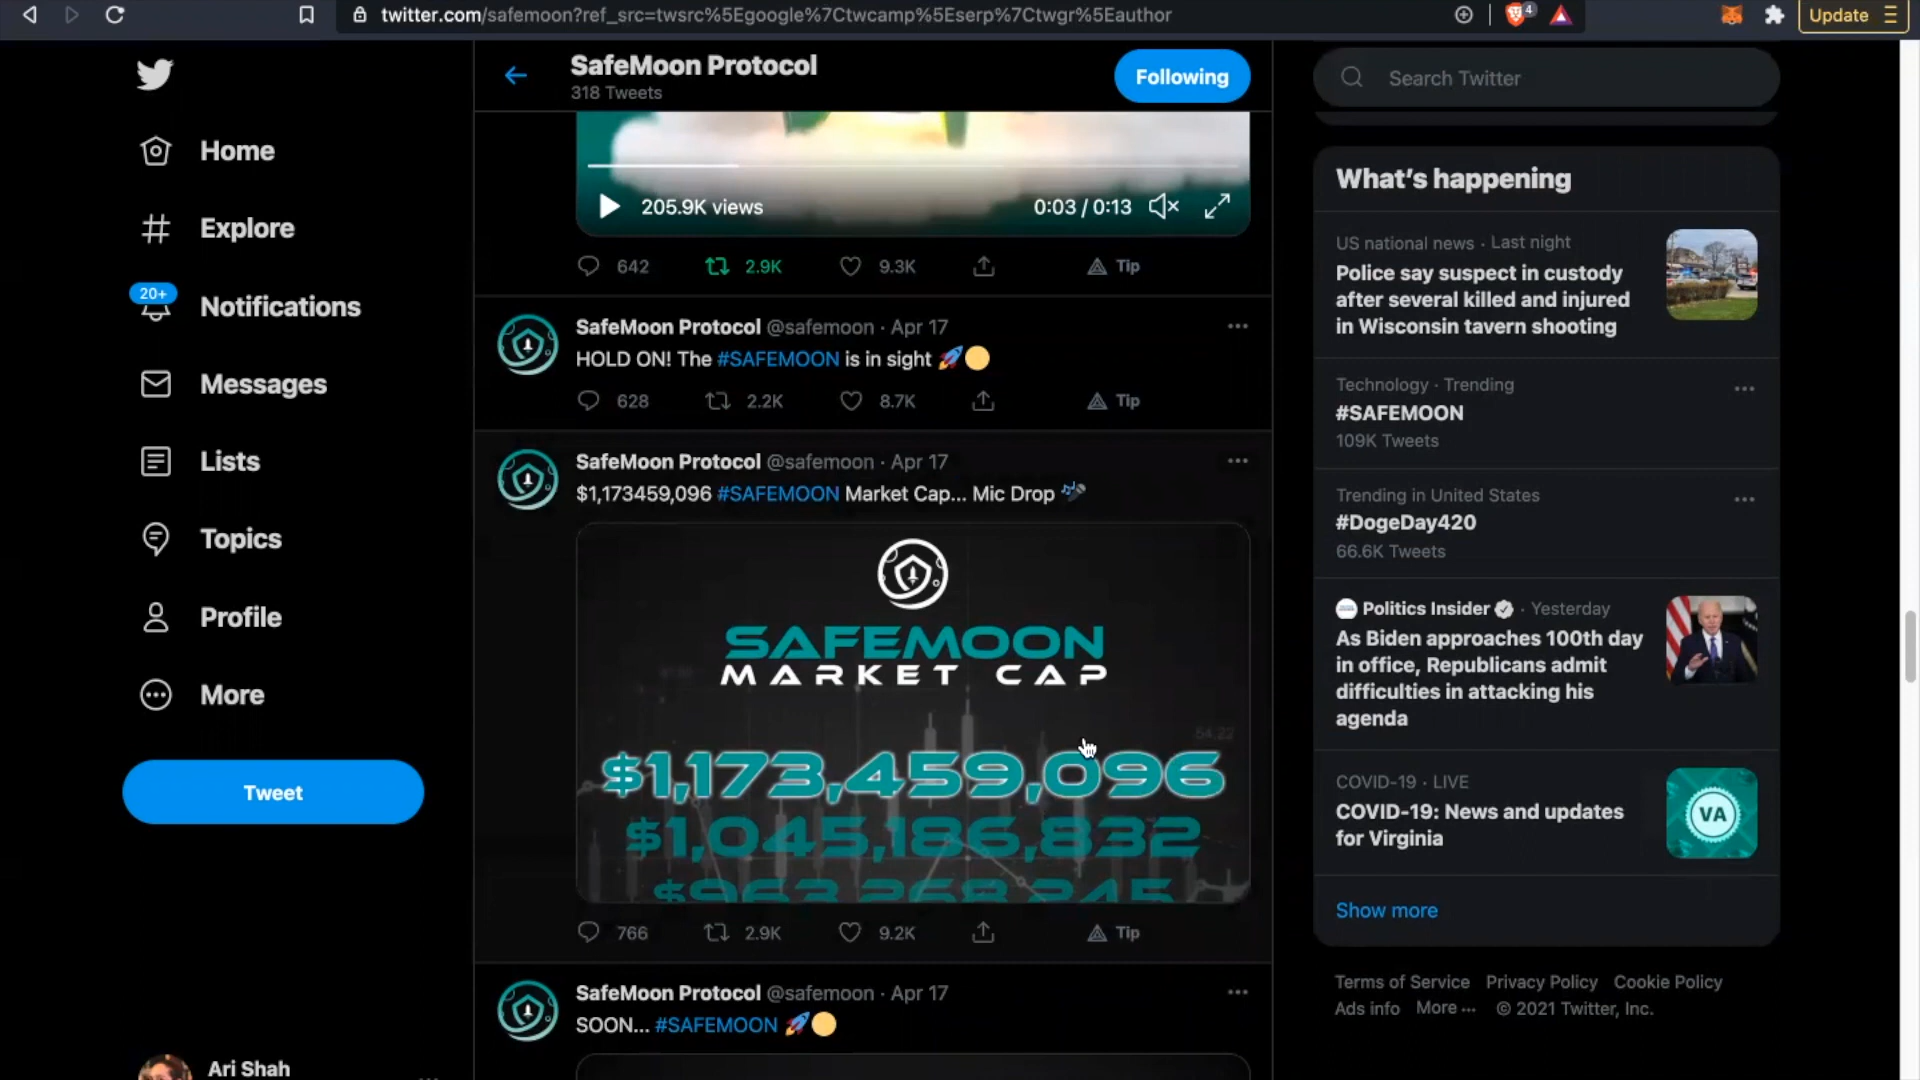 twitter.com/safemoon?ref_src=twsrc%5Egoogle%7Ctwcamp%5Eserp%7Ctwgr%5Eauthor
4
Update
Home
Explore
20+
Notifications
Messages
Lists
Topics
Profile
More
Tweet
Ari Shah
SafeMoon Protocol
318 Tweets
Following
205.9K views
0:03 / 0:13
642
2.9K
9.3K
Tip
SafeMoon Protocol @safemoon · Apr 17
HOLD ON! The #SAFEMOON is in sight 🚀🟡
628
2.2K
8.7K
Tip
SafeMoon Protocol @safemoon · Apr 17
$1,173459,096 #SAFEMOON Market Cap... Mic Drop 🎤
SAFEMOON
MARKET CAP
54.22
$1,173,459,096
$1,045,186,832
$963,268,245
766
2.9K
9.2K
Tip
SafeMoon Protocol @safemoon · Apr 17
SOON... #SAFEMOON 🚀🟡
Search Twitter
What's happening
US national news · Last night
Police say suspect in custody
after several killed and injured
in Wisconsin tavern shooting
Technology · Trending
#SAFEMOON
109K Tweets
Trending in United States
#DogeDay420
66.6K Tweets
Politics Insider · Yesterday
As Biden approaches 100th day
in office, Republicans admit
difficulties in attacking his
agenda
COVID-19 · LIVE
COVID-19: News and updates
for Virginia
VA
Show more
Terms of Service Privacy Policy Cookie Policy
Ads info More ··· © 2021 Twitter, Inc.